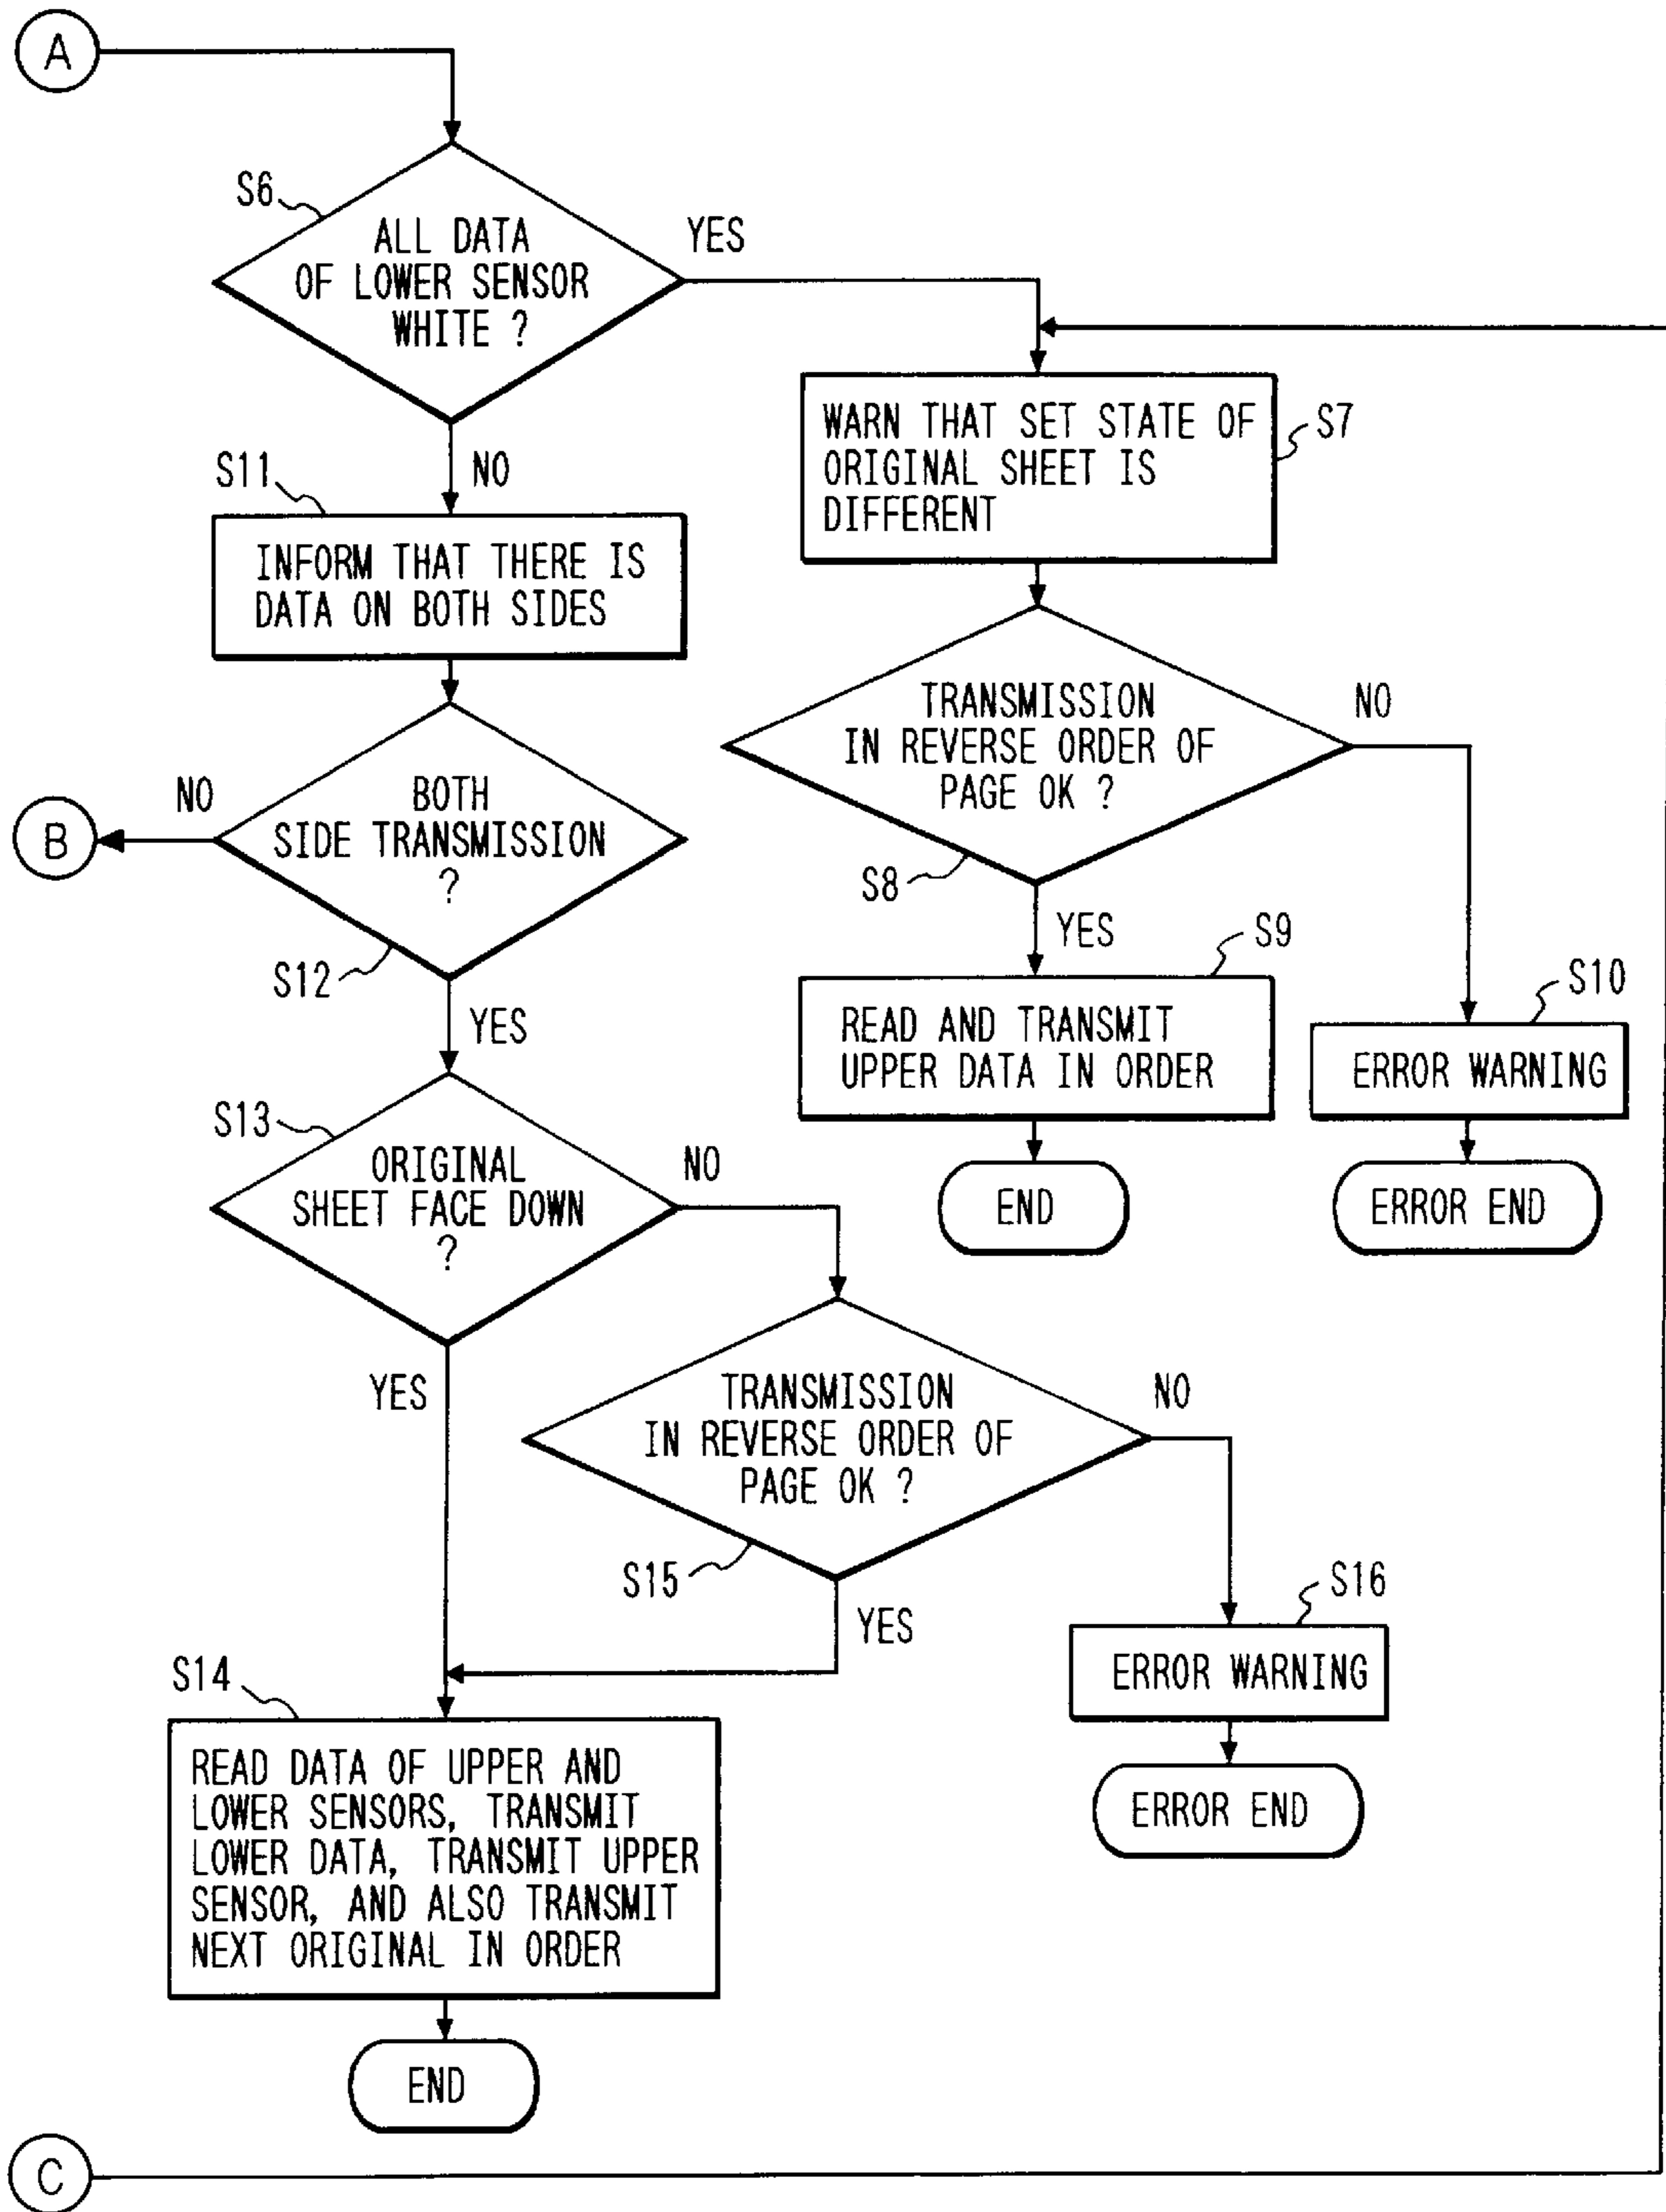 A
S6
ALL DATA
OF LOWER SENSOR
WHITE ?
YES
NO
S7
WARN THAT SET STATE OF
ORIGINAL SHEET IS
DIFFERENT
S11
INFORM THAT THERE IS
DATA ON BOTH SIDES
TRANSMISSION
IN REVERSE ORDER OF
PAGE OK ?
S8
NO
YES
B
NO
BOTH
SIDE TRANSMISSION
?
S12
YES
S9
READ AND TRANSMIT
UPPER DATA IN ORDER
END
S10
ERROR WARNING
ERROR END
S13
ORIGINAL
SHEET FACE DOWN
?
NO
YES
TRANSMISSION
IN REVERSE ORDER OF
PAGE OK ?
S15
NO
YES
S16
ERROR WARNING
ERROR END
S14
READ DATA OF UPPER AND
LOWER SENSORS, TRANSMIT
LOWER DATA, TRANSMIT UPPER
SENSOR, AND ALSO TRANSMIT
NEXT ORIGINAL IN ORDER
END
C